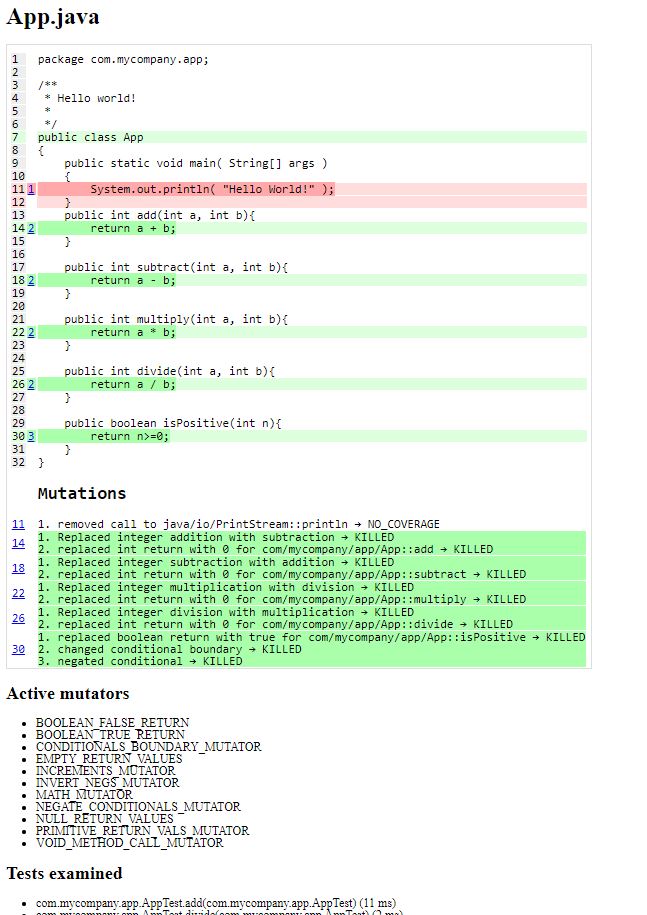 App.java
1 package com.mycompany.app;
2
3 /**
4 * Hello world!
5 *
6 */
7 public class App
8 {
9 public static void main( String[] args )
10 {
11 1 System.out.println( "Hello World!" );
12 }
13 public int add(int a, int b){
14 2 return a + b;
15 }
16
17 public int subtract(int a, int b){
18 2 return a - b;
19 }
20
21 public int multiply(int a, int b){
22 2 return a * b;
23 }
24
25 public int divide(int a, int b){
26 2 return a / b;
27 }
28
29 public boolean isPositive(int n){
30 3 return n>=0;
31 }
32 }
Mutations
11 1. removed call to java/io/PrintStream::println → NO_COVERAGE
14 1. Replaced integer addition with subtraction → KILLED
2. replaced int return with 0 for com/mycompany/app/App::add → KILLED
18 1. Replaced integer subtraction with addition → KILLED
2. replaced int return with 0 for com/mycompany/app/App::subtract → KILLED
22 1. Replaced integer multiplication with division → KILLED
2. replaced int return with 0 for com/mycompany/app/App::multiply → KILLED
26 1. Replaced integer division with multiplication → KILLED
2. replaced int return with 0 for com/mycompany/app/App::divide → KILLED
30 1. replaced boolean return with true for com/mycompany/app/App::isPositive → KILLED
2. changed conditional boundary → KILLED
3. negated conditional → KILLED
Active mutators
• BOOLEAN_FALSE_RETURN
• BOOLEAN_TRUE_RETURN
• CONDITIONALS_BOUNDARY_MUTATOR
• EMPTY_RETURN_VALUES
• INCREMENTS_MUTATOR
• INVERT_NEGS_MUTATOR
• MATH_MUTATOR
• NEGATE_CONDITIONALS_MUTATOR
• NULL_RETURN_VALUES
• PRIMITIVE_RETURN_VALS_MUTATOR
• VOID_METHOD_CALL_MUTATOR
Tests examined
• com.mycompany.app.AppTest.add(com.mycompany.app.AppTest) (11 ms)
• com.mycompany.app.AppTest.divide(com.mycompany.app.AppTest) (2 ms)